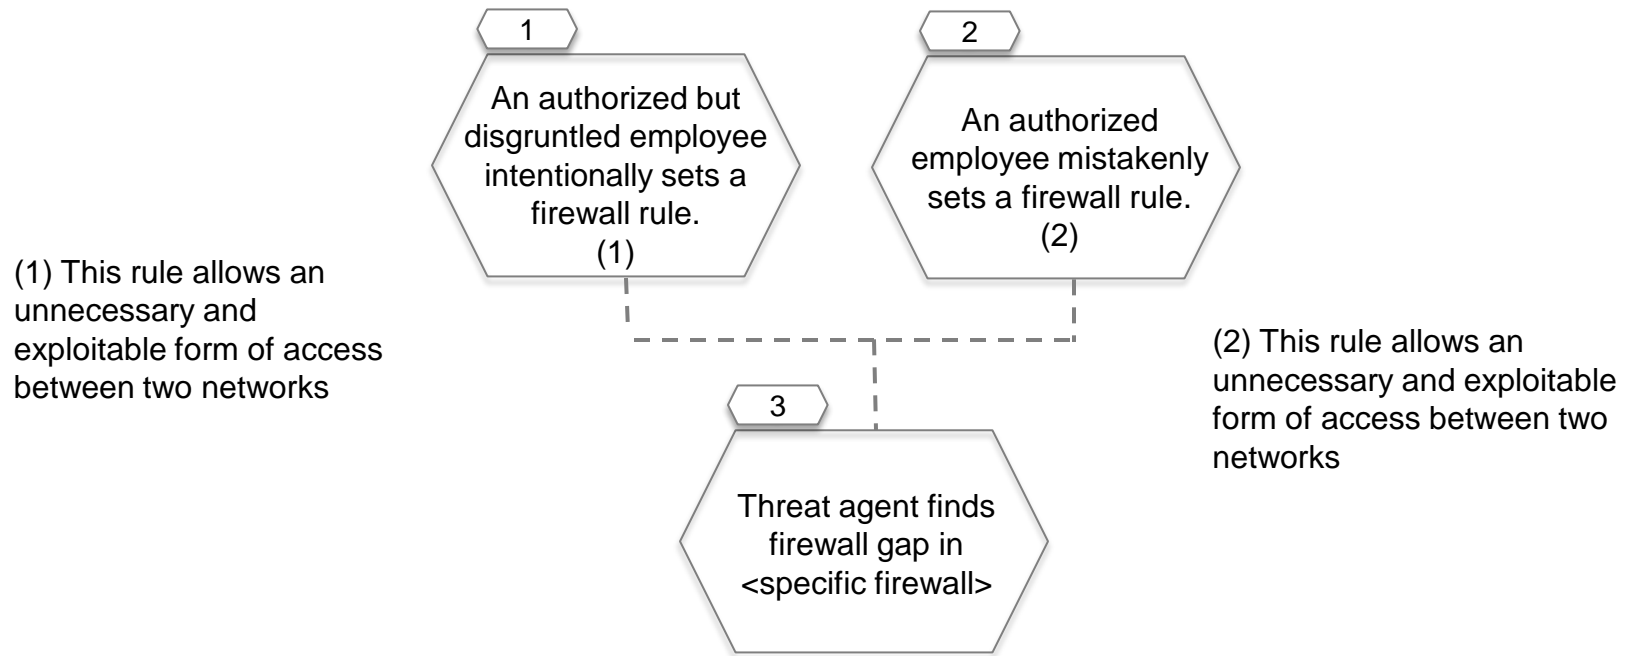 1
An authorized but
disgruntled employee
intentionally sets a
firewall rule.
(1)
2
An authorized
employee mistakenly
sets a firewall rule.
(2)
(1) This rule allows an
unnecessary and
exploitable form of access
between two networks
(2) This rule allows an
unnecessary and exploitable
form of access between two
networks
3
Threat agent finds
firewall gap in
<specific firewall>